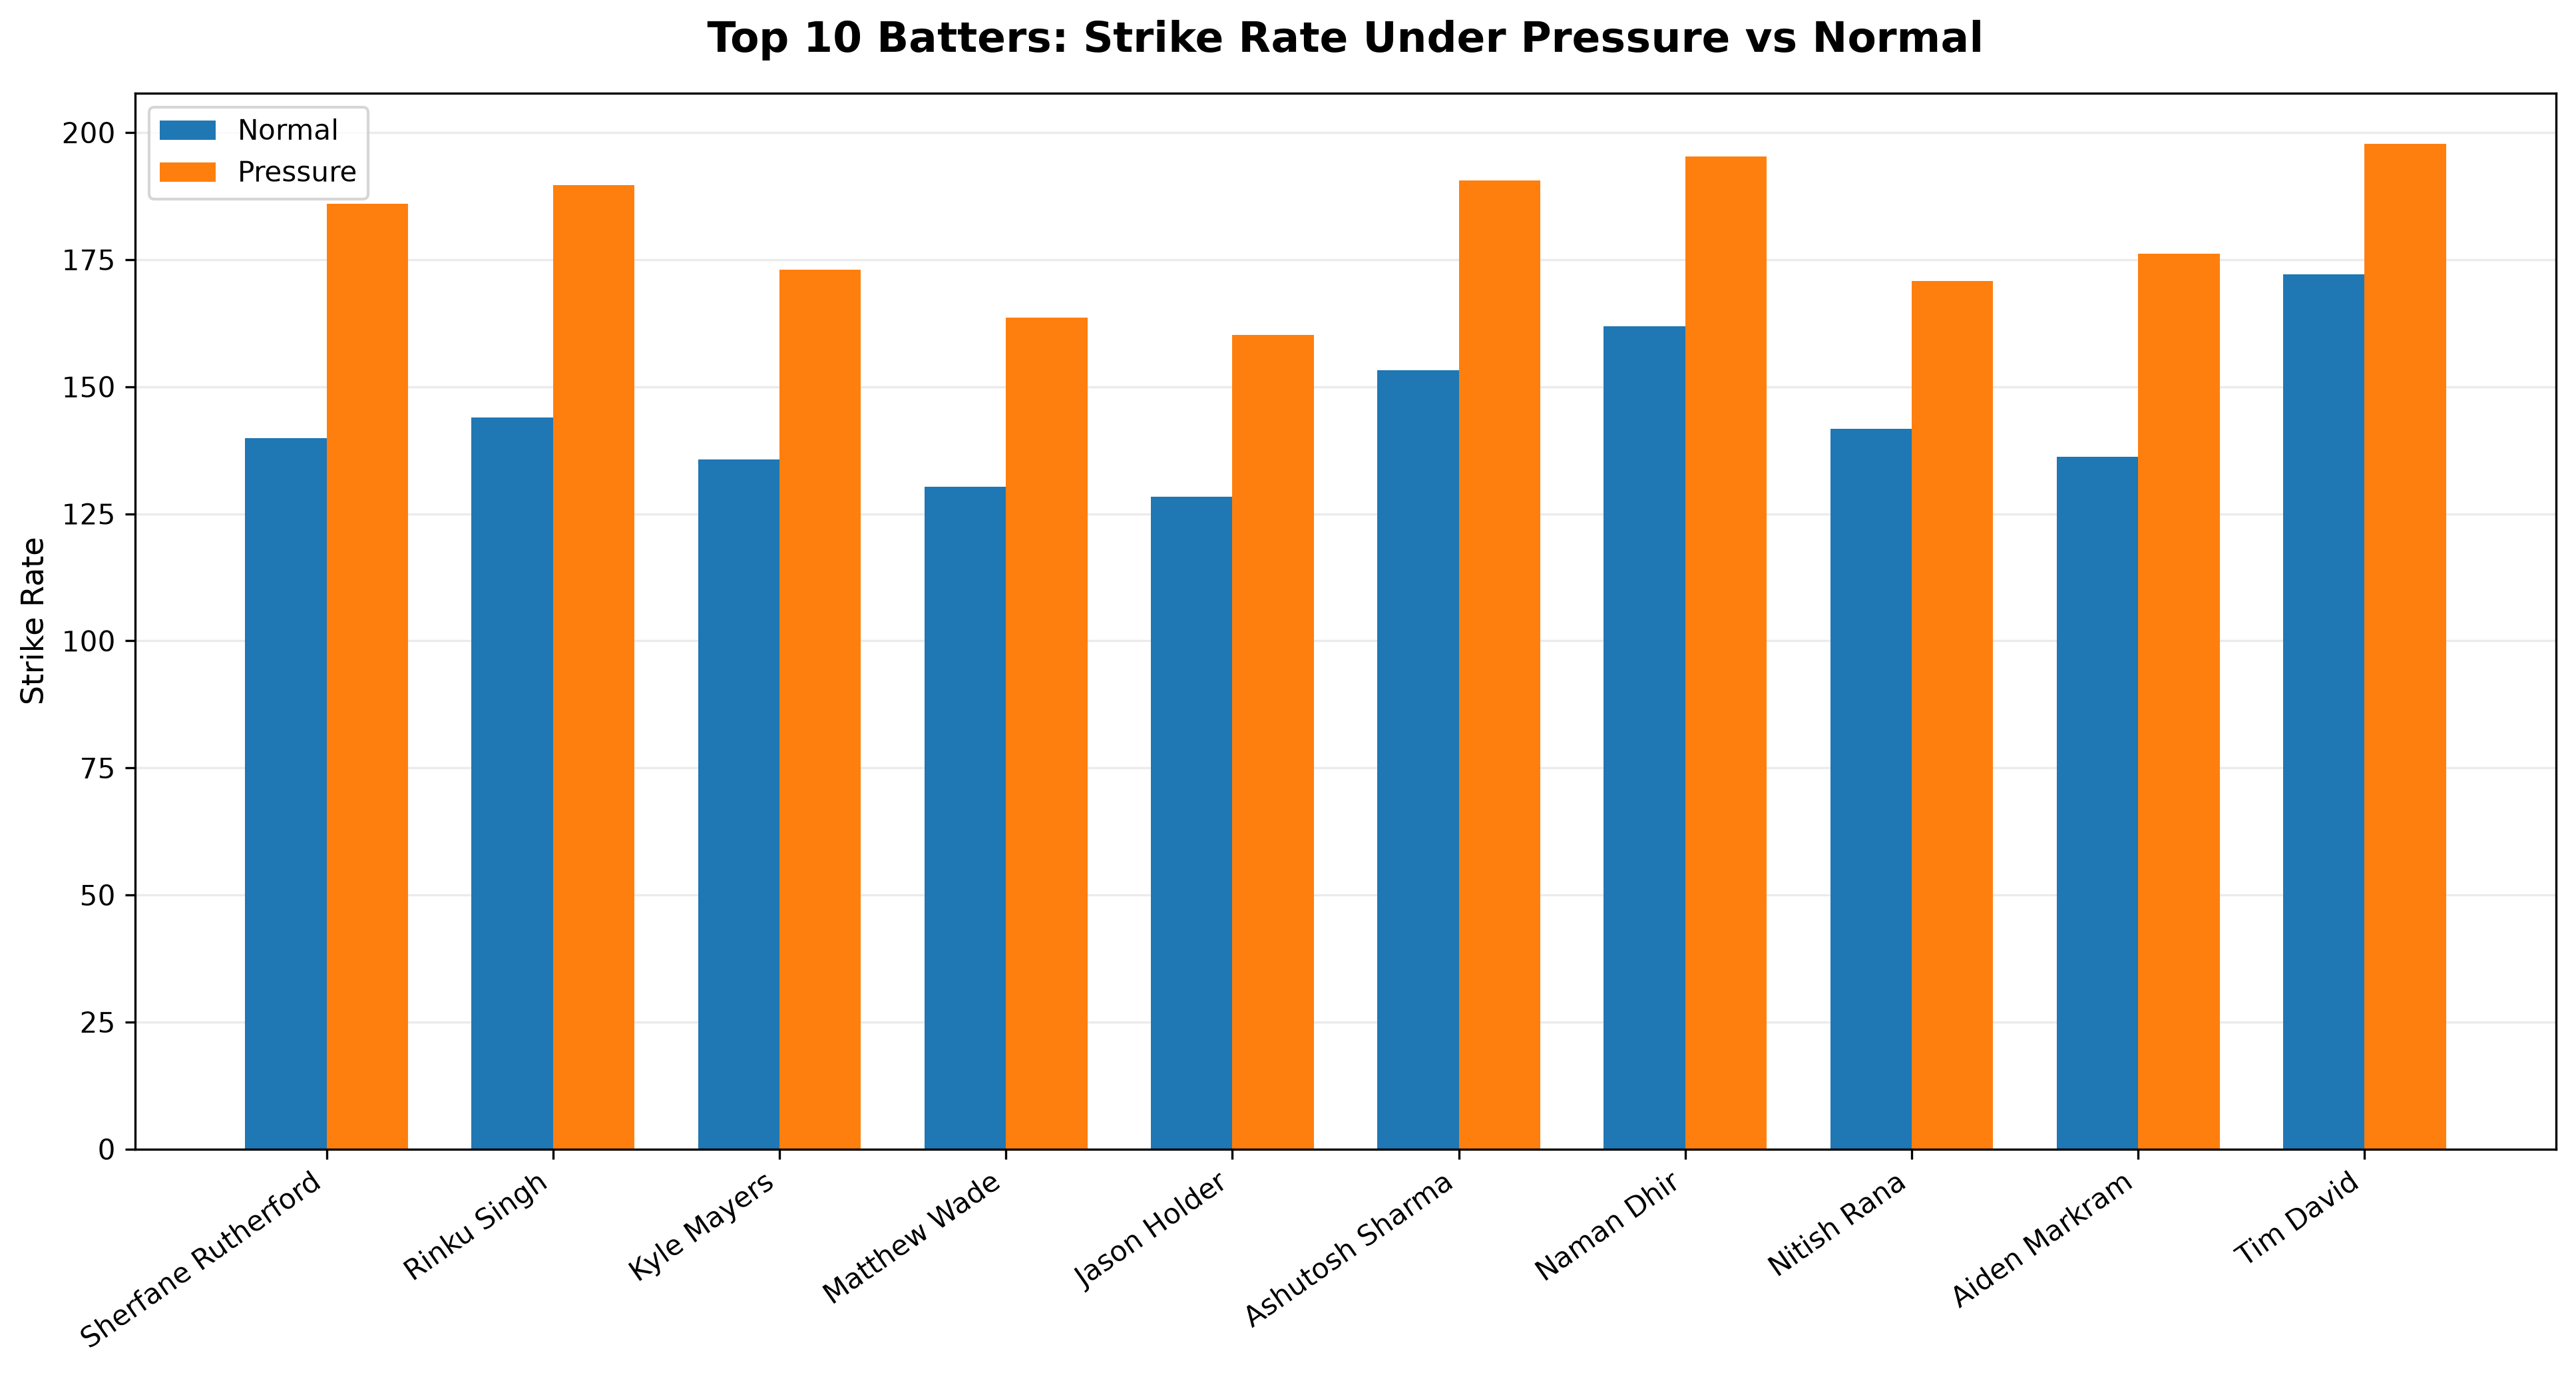 Top 10 Batters: Strike Rate Under Pressure vs Normal
Normal
Pressure
Strike Rate
200
175
150
125
100
75
50
25
0
Sherfane Rutherford
Rinku Singh
Kyle Mayers
Matthew Wade
Jason Holder
Ashutosh Sharma
Naman Dhir
Nitish Rana
Aiden Markram
Tim David